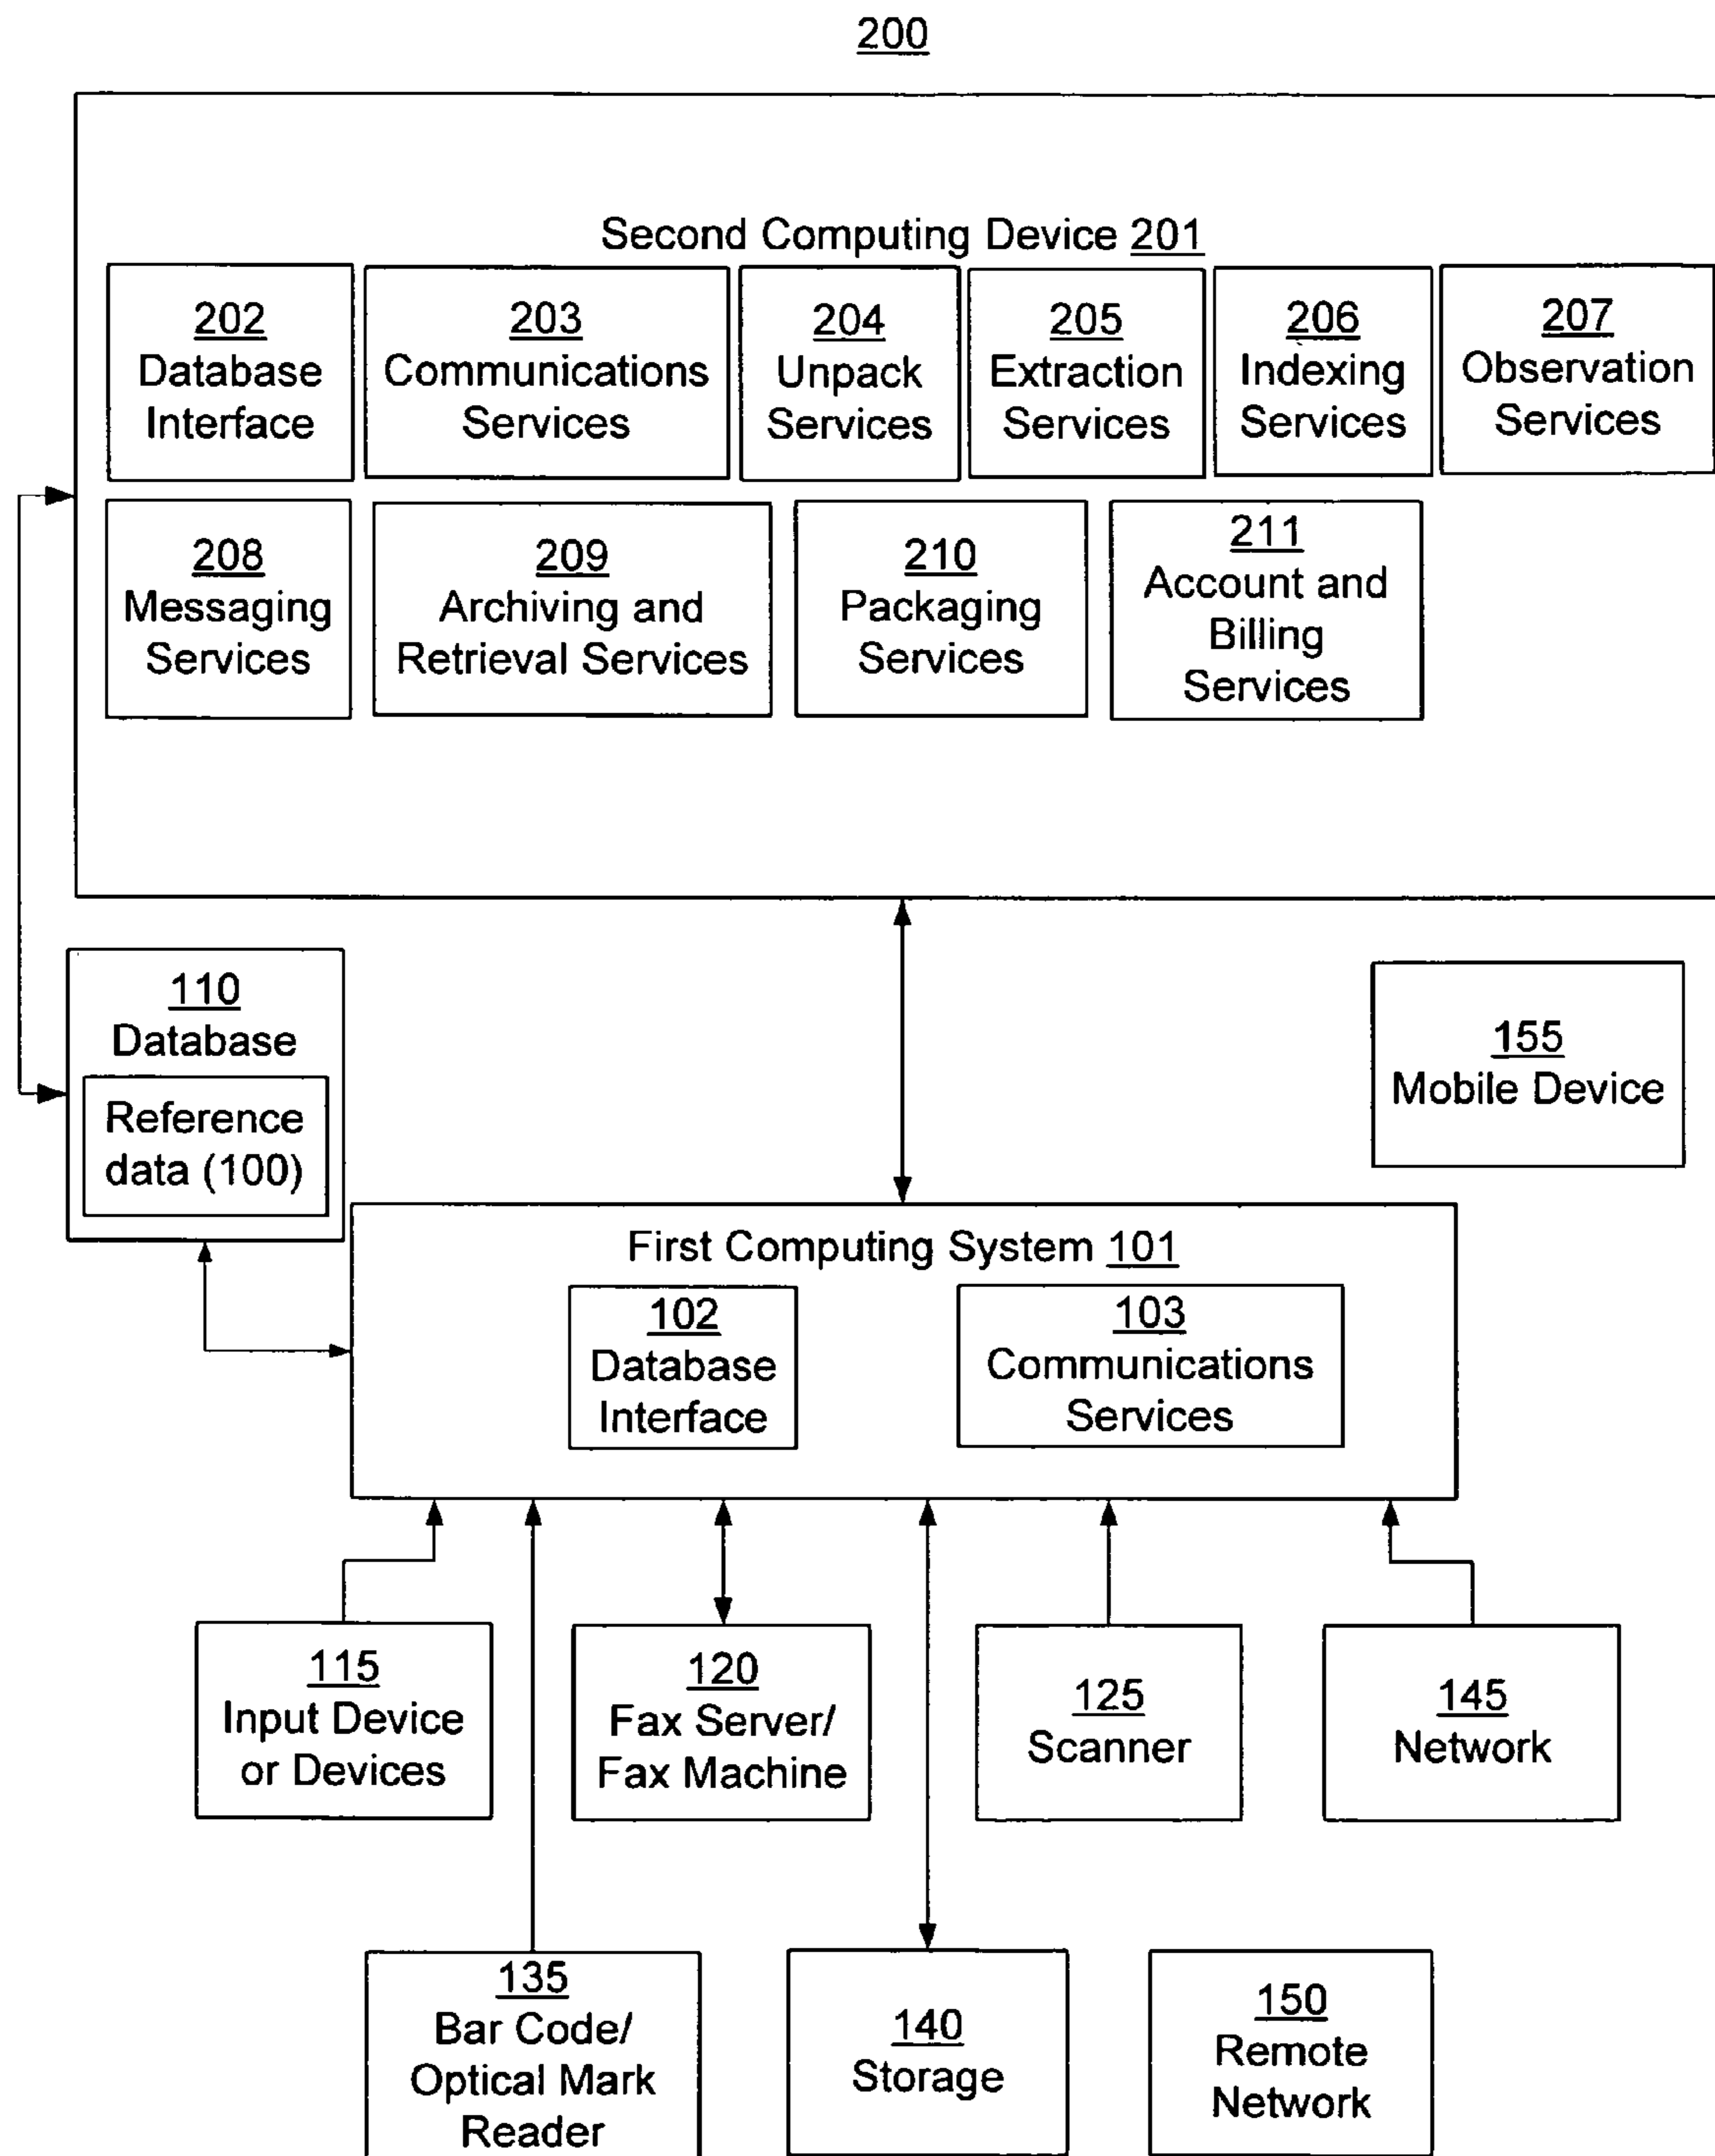 200
Second Computing Device 201
202
Database
Interface
203
Communications
Services
204
Unpack
Services
205
Extraction
Services
206
Indexing
Services
207
Observation
Services
208
Messaging
Services
209
Archiving and
Retrieval Services
210
Packaging
Services
211
Account and
Billing
Services
110
Database
Reference
data (100)
155
Mobile Device
First Computing System 101
102
Database
Interface
103
Communications
Services
115
Input Device
or Devices
120
Fax Server/
Fax Machine
125
Scanner
145
Network
135
Bar Code/
Optical Mark
Reader
140
Storage
150
Remote
Network